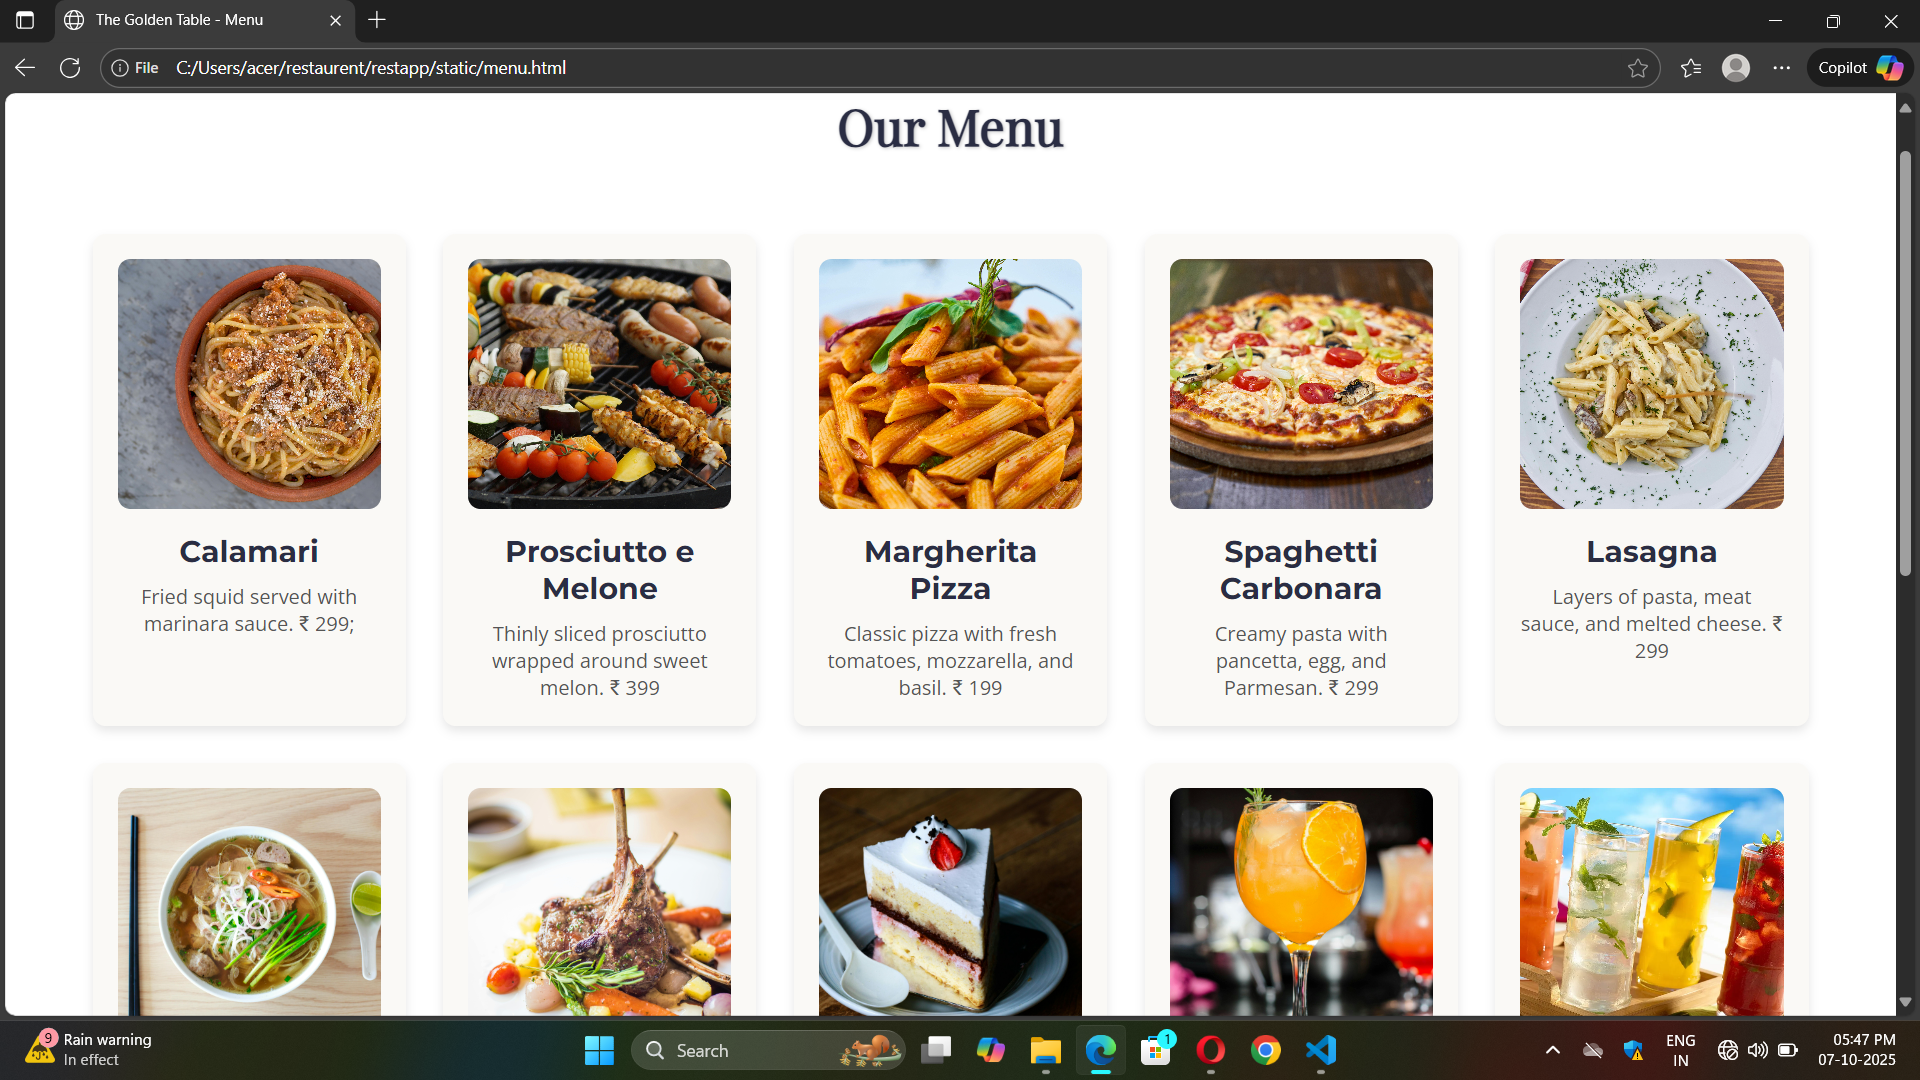 The Golden Table - Menu
File
C:/Users/acer/restaurent/restapp/static/menu.html
Copilot
Our Menu
Calamari
Fried squid served with
marinara sauce. ₹ 299;
Prosciutto e
Melone
Thinly sliced prosciutto
wrapped around sweet
melon. ₹ 399
Margherita
Pizza
Classic pizza with fresh
tomatoes, mozzarella, and
basil. ₹ 199
Spaghetti
Carbonara
Creamy pasta with
pancetta, egg, and
Parmesan. ₹ 299
Lasagna
Layers of pasta, meat
sauce, and melted cheese. ₹
299
9
Rain warning
In effect
Search
1
ENG
IN
05:47 PM
07-10-2025